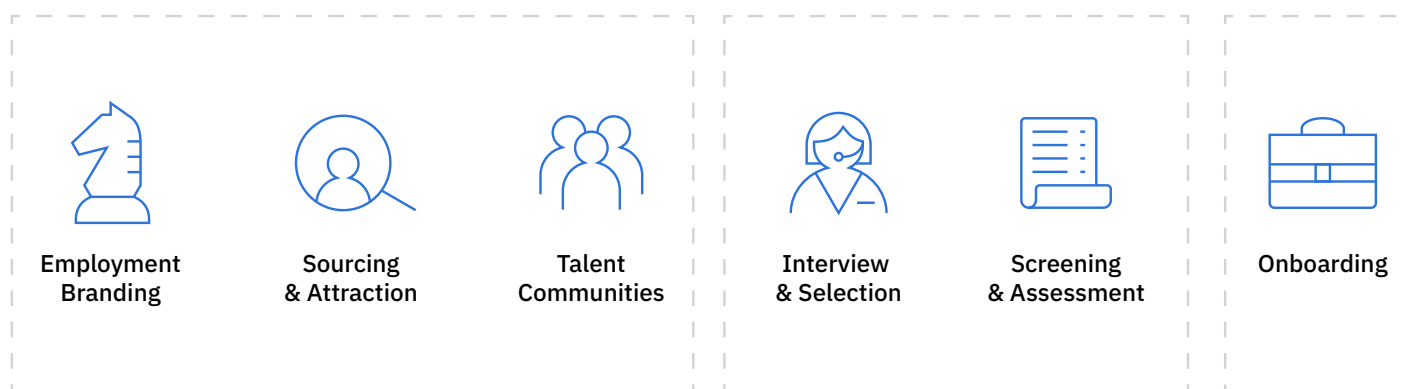 Employment
Branding
Sourcing
& Attraction
Talent
Communities
Interview
& Selection
Screening
& Assessment
Onboarding